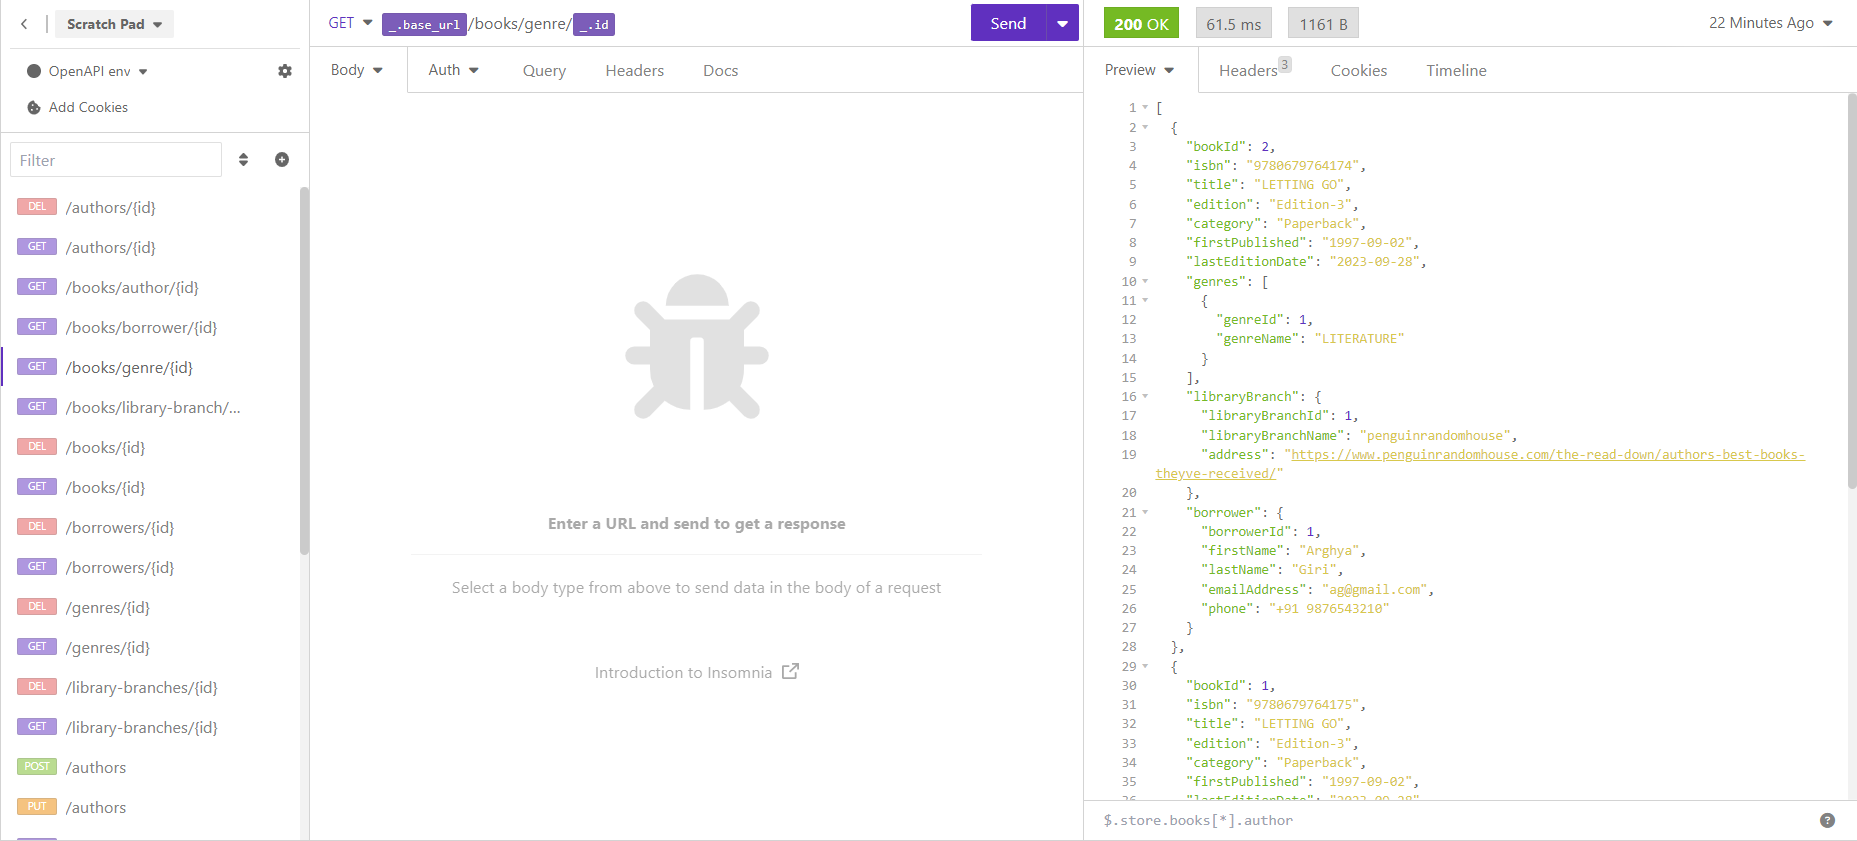 Scratch Pad
OpenAPI env
Add Cookies
Filter
DEL /authors/{id}
GET /authors/{id}
GET /books/author/{id}
GET /books/borrower/{id}
GET /books/genre/{id}
GET /books/library-branch/...
DEL /books/{id}
GET /books/{id}
DEL /borrowers/{id}
GET /borrowers/{id}
DEL /genres/{id}
GET /genres/{id}
DEL /library-branches/{id}
GET /library-branches/{id}
POST /authors
PUT /authors
GET _.base_url/books/genre/_.id
Send
Body Auth Query Headers Docs
Enter a URL and send to get a response
Select a body type from above to send data in the body of a request
Introduction to Insomnia
200 OK 61.5 ms 1161 B 22 Minutes Ago
Preview Headers 3 Cookies Timeline
1 [
2 {
3 "bookId": 2,
4 "isbn": "9780679764174",
5 "title": "LETTING GO",
6 "edition": "Edition-3",
7 "category": "Paperback",
8 "firstPublished": "1997-09-02",
9 "lastEditionDate": "2023-09-28",
10 "genres": [
11 {
12 "genreId": 1,
13 "genreName": "LITERATURE"
14 }
15 ],
16 "libraryBranch": {
17 "libraryBranchId": 1,
18 "libraryBranchName": "penguinrandomhouse",
19 "address": "https://www.penguinrandomhouse.com/the-read-down/authors-best-books-
theyve-received/"
20 },
21 "borrower": {
22 "borrowerId": 1,
23 "firstName": "Arghya",
24 "lastName": "Giri",
25 "emailAddress": "ag@gmail.com",
26 "phone": "+91 9876543210"
27 }
28 },
29 {
30 "bookId": 1,
31 "isbn": "9780679764175",
32 "title": "LETTING GO",
33 "edition": "Edition-3",
34 "category": "Paperback",
35 "firstPublished": "1997-09-02",
36 "lastEditionDate": "2023-09-28"
$.store.books[*].author